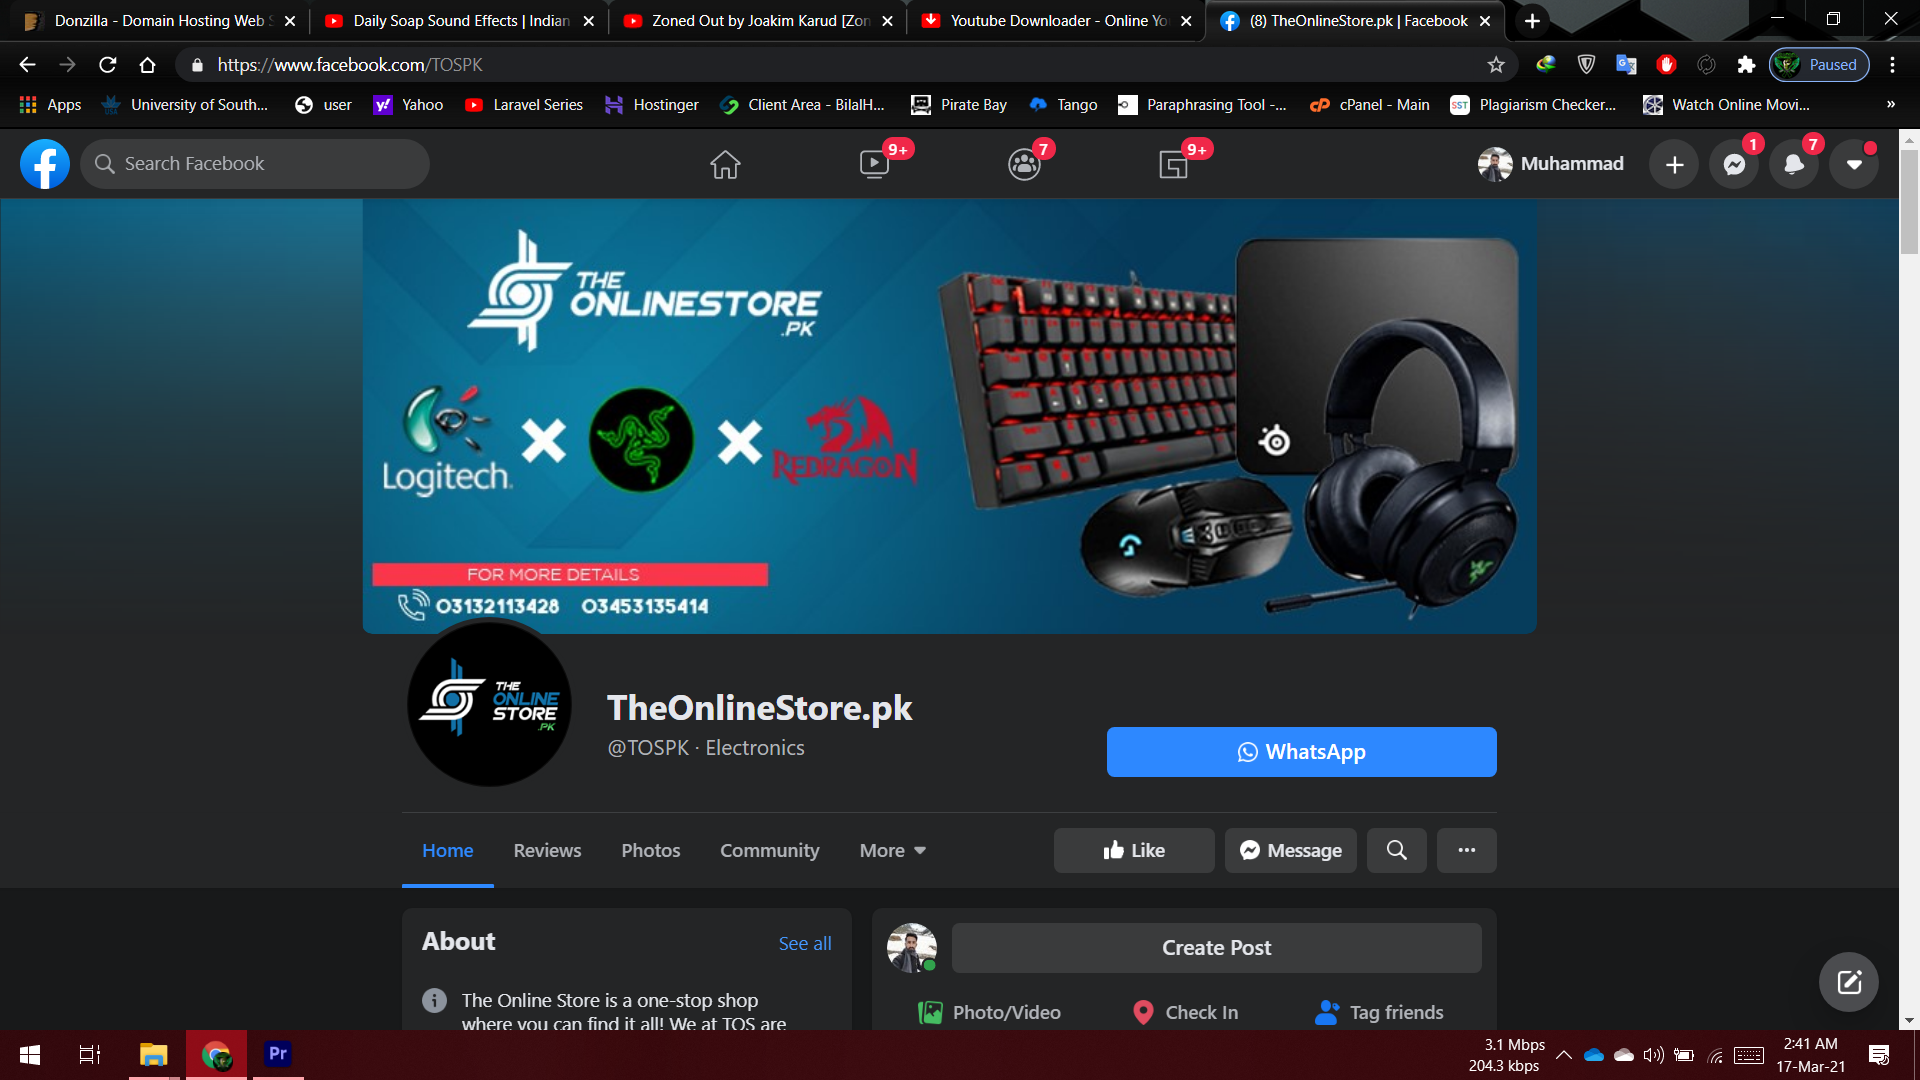 Donzilla - Domain Hosting Web S
Daily Soap Sound Effects | Indian
Zoned Out by Joakim Karud [Zon
Youtube Downloader - Online Yo
(8) TheOnlineStore.pk | Facebook
https://www.facebook.com/TOSPK
Paused
Apps
University of South...
user
Yahoo
Laravel Series
Hostinger
Client Area - BilalH...
Pirate Bay
Tango
Paraphrasing Tool -...
cPanel - Main
SST
Plagiarism Checker...
Watch Online Movi...
»
Search Facebook
9+
7
9+
Muhammad
1
7
THE
ONLINESTORE
.PK
Logitech
REDRAGON
FOR MORE DETAILS
03132113428 03453135414
THE
ONLINE
STORE
.PK
TheOnlineStore.pk
@TOSPK · Electronics
WhatsApp
Home
Reviews
Photos
Community
More
Like
Message
About
See all
Create Post
The Online Store is a one-stop shop
where you can find it all! We at TOS are
Photo/Video
Check In
Tag friends
Pr
3.1 Mbps
204.3 kbps
2:41 AM
17-Mar-21